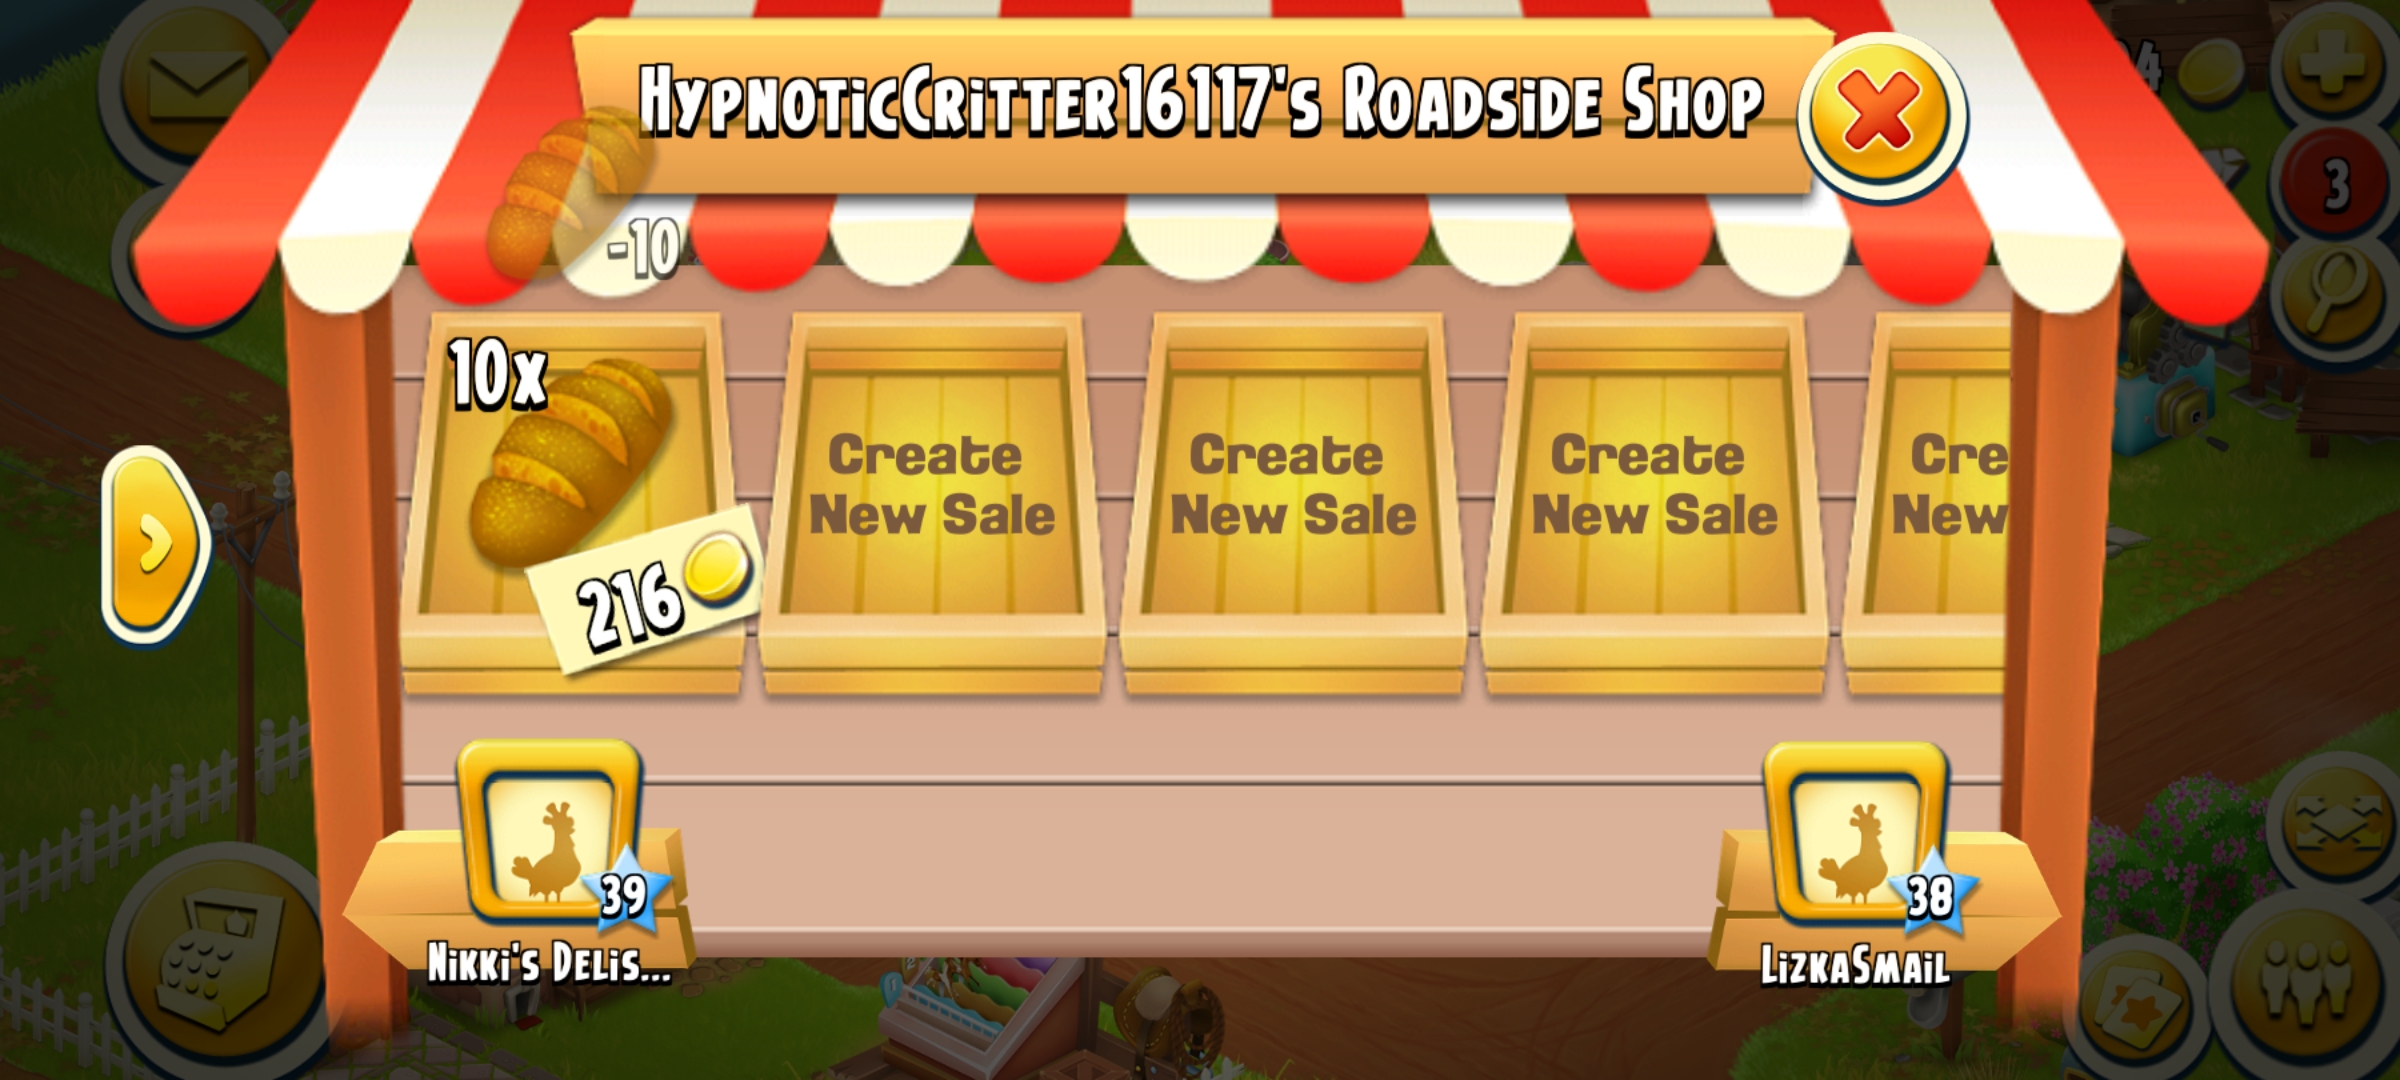 HypnoticCritter16117's Roadside Shop
4
3
-10
10x
216
Create
New Sale
Create
New Sale
Create
New Sale
Cre
New
39
Nikki's Delis...
38
LizkaSmail